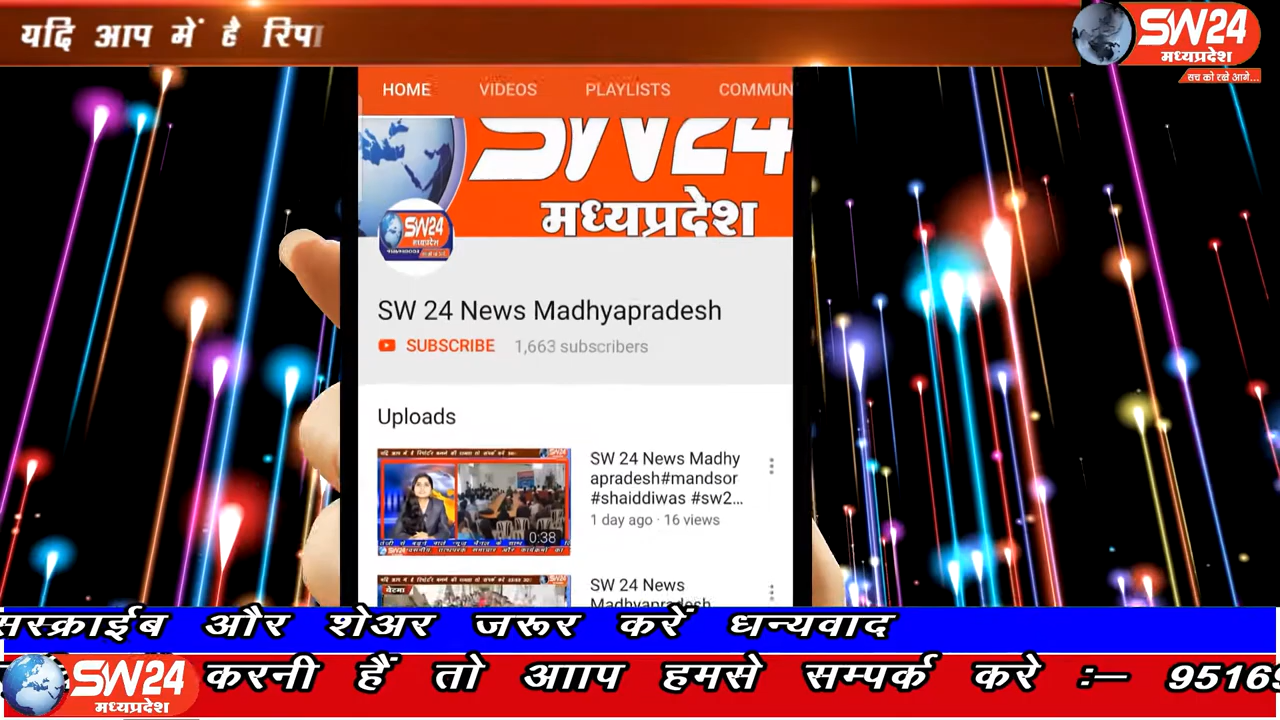 यदि आप में है रिपा
SW24
मध्यप्रदेश
सच को रखे आगे...
HOME VIDEOS PLAYLISTS COMMUN
SW24
मध्यप्रदेश
SW24
SW 24 News Madhyapradesh
SUBSCRIBE 1,663 subscribers
Uploads
SW 24 News Madhy
apradesh#mandsor
#shaiddiwas #sw2...
1 day ago · 16 views
0:38
SW 24 News
Madhyapradesh
सस्क्राईब और शेअर जरूर करें धन्यवाद
करनी हैं तो आाप हमसे सम्पर्क करे :– 95169
SW24
मध्यप्रदेश